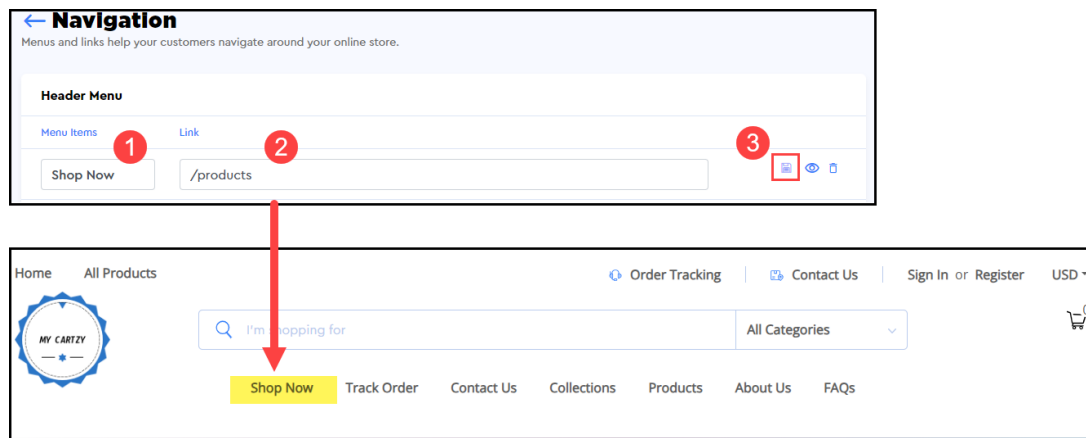 ← Navigation
Menus and links help your customers navigate around your online store.
Header Menu
Menu Items Link
1 2 3
Shop Now /products
Home All Products Order Tracking Contact Us Sign In or Register USD
MY CARTZY
I'm shopping for All Categories
Shop Now Track Order Contact Us Collections Products About Us FAQs